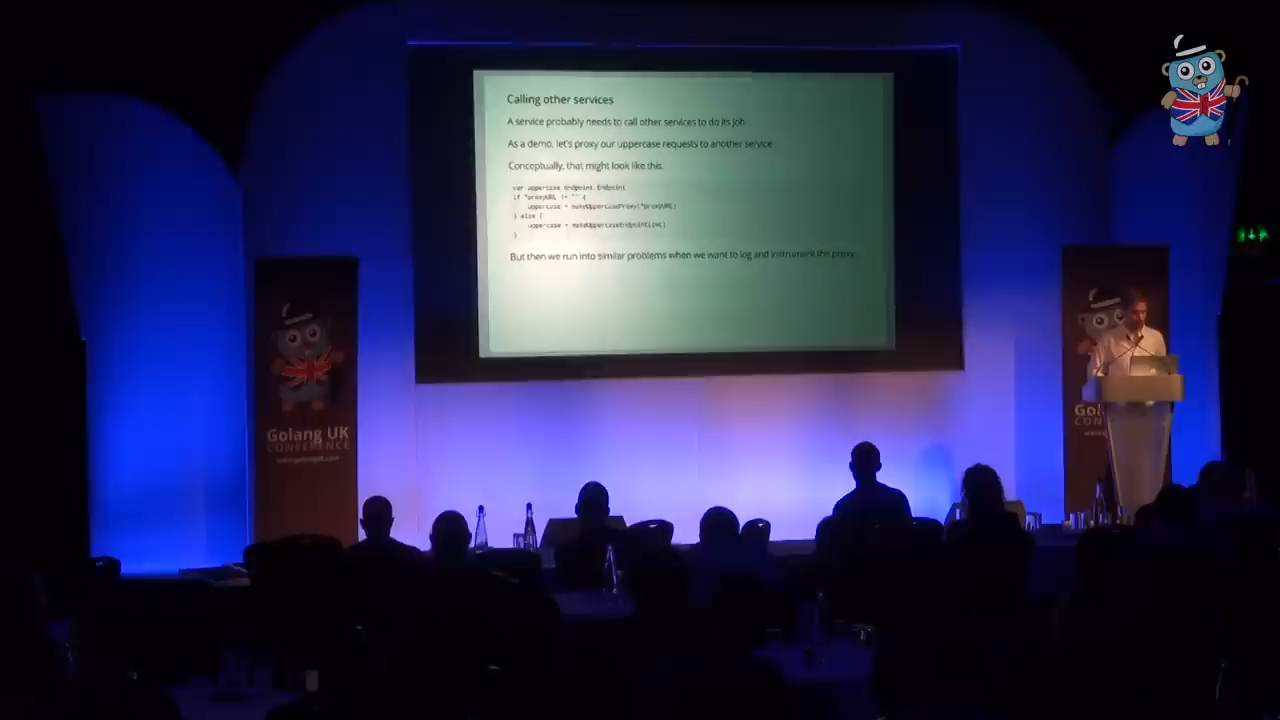 Calling other services
A service probably needs to call other services to do its job
As a demo, let's proxy our uppercase requests to another service
Conceptually, that might look like this.
var uppercase endpoint.Endpoint
if *proxyURL != "" {
uppercase = makeUppercaseProxy(*proxyURL)
} else {
uppercase = makeUppercaseEndpoint(svc)
}
But then we run into similar problems when we want to log and instrument the proxy.
Golang UK
CONFERENCE
Gol
CON